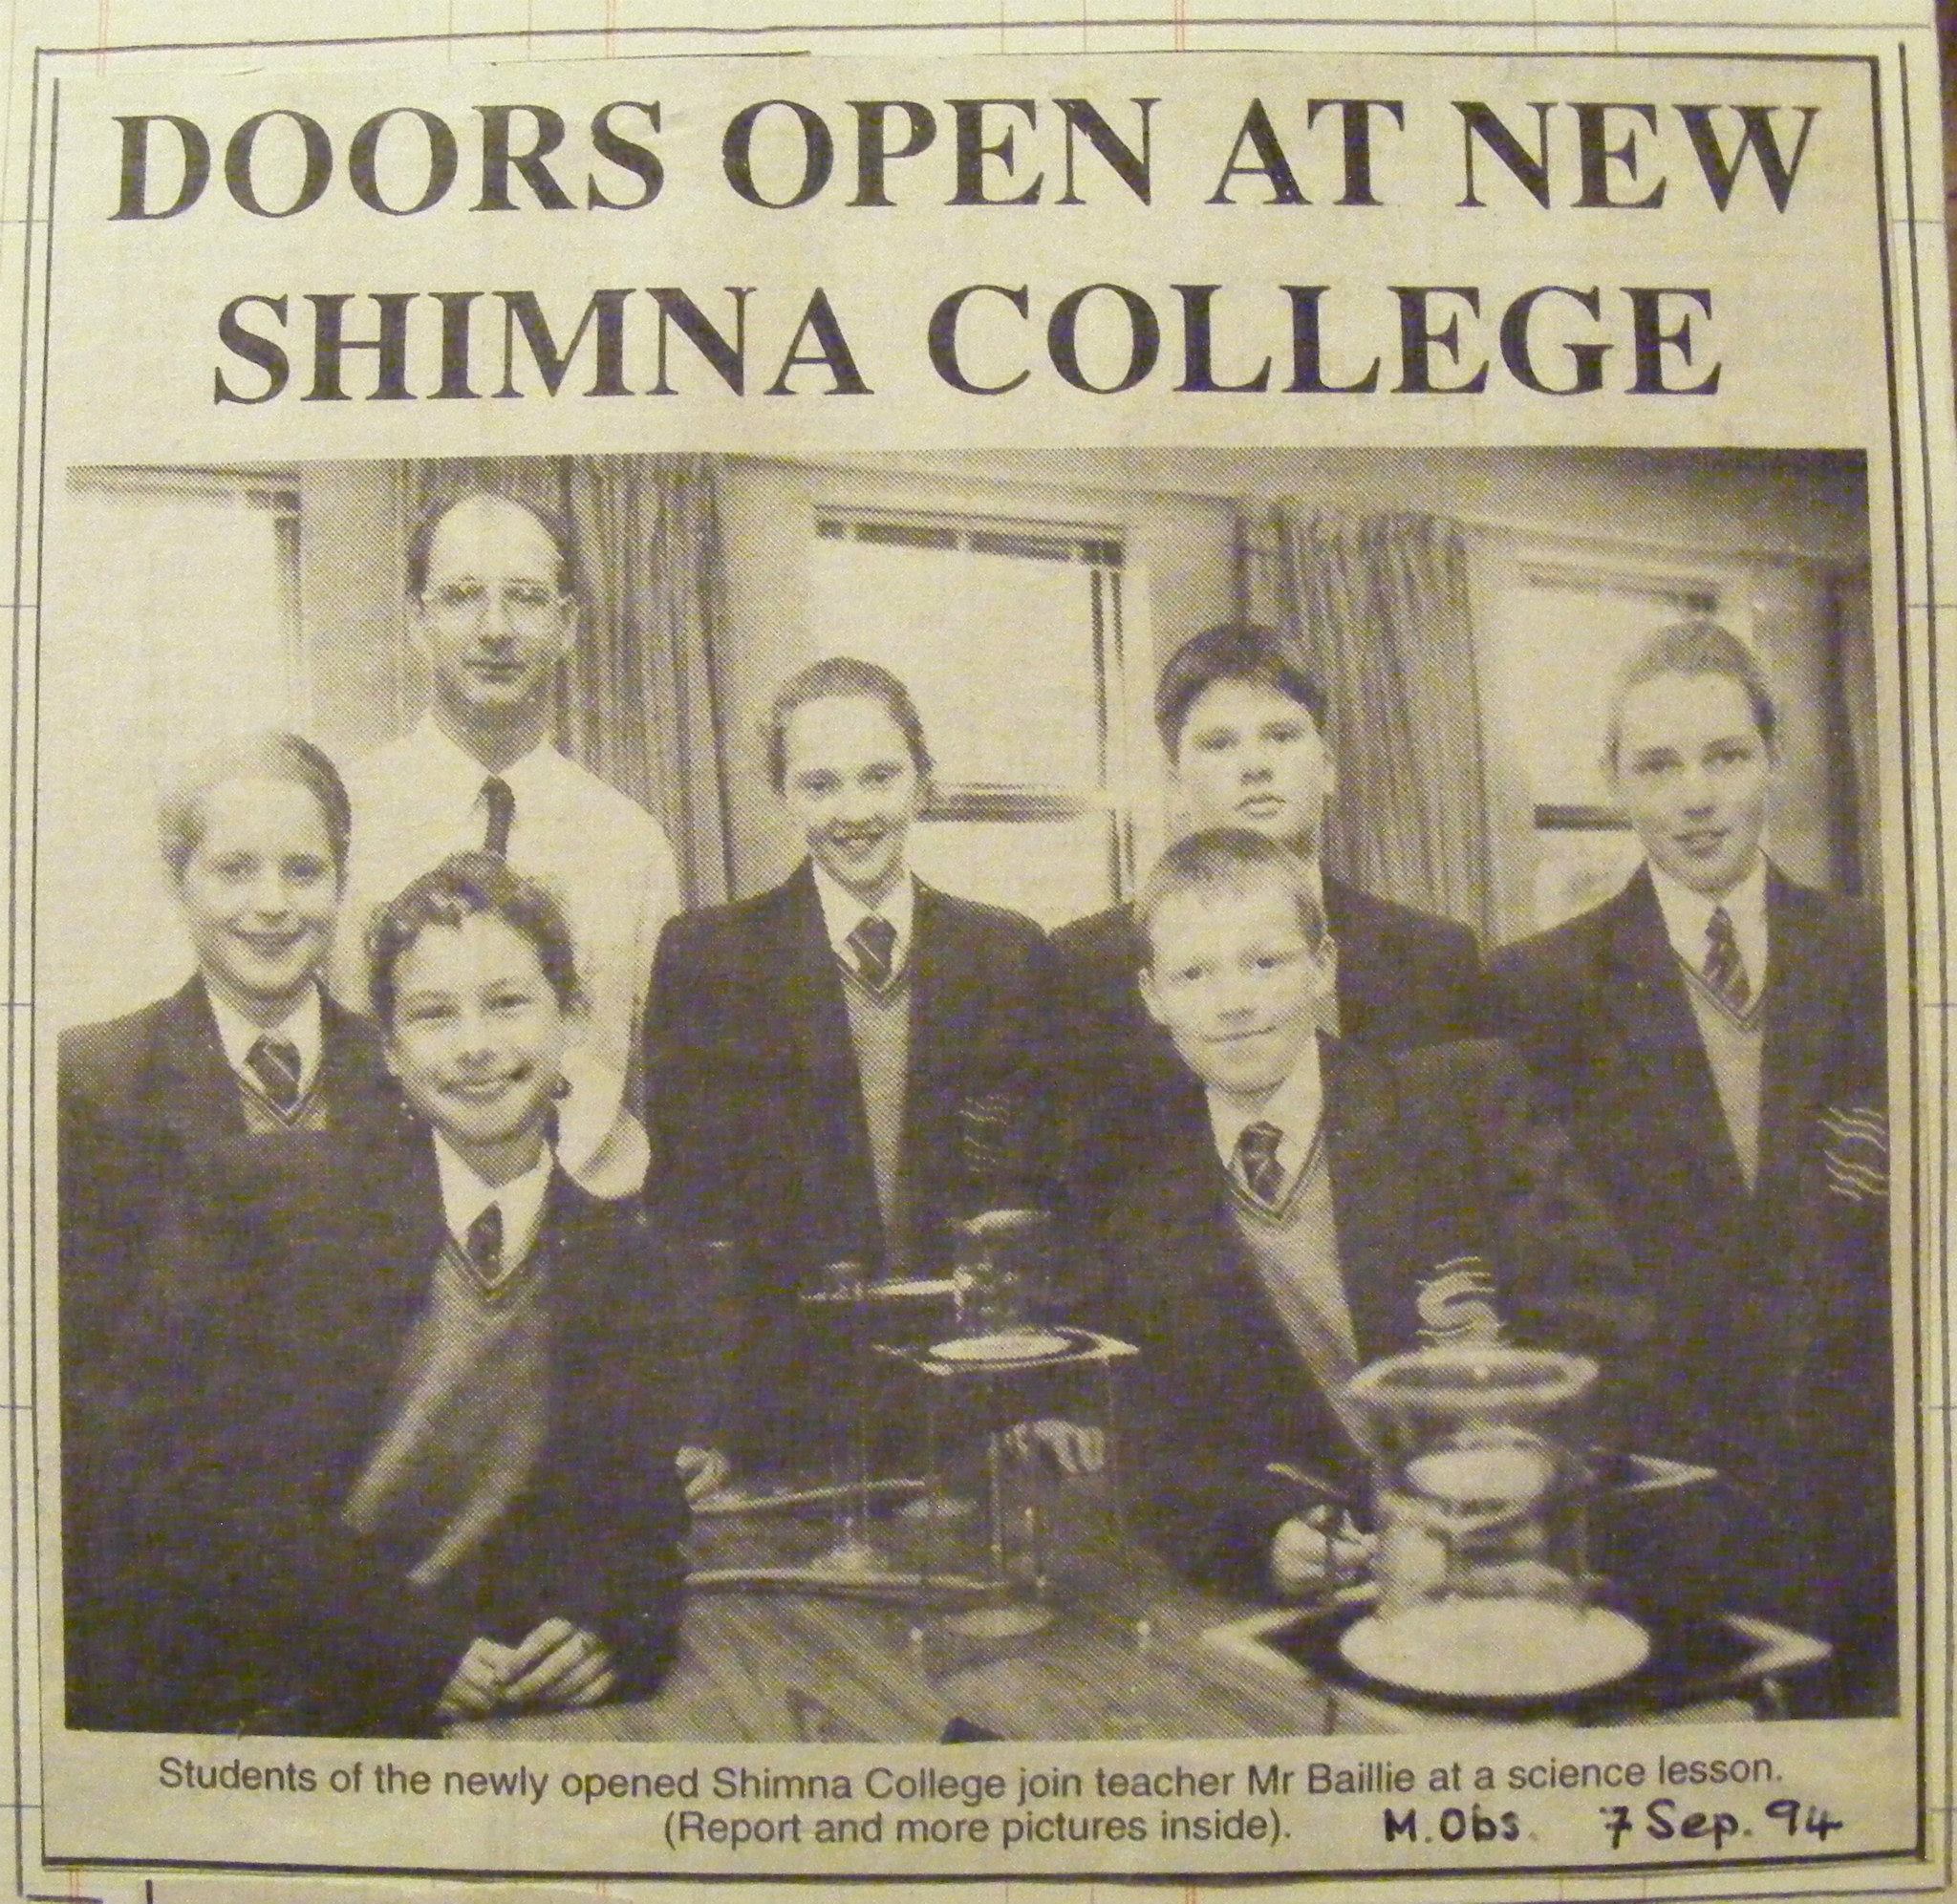 DOORS OPEN AT NEW
SHIMNA COLLEGE
Students of the newly opened Shimna College join teacher Mr Baillie at a science lesson.
(Report and more pictures inside). M.Obs. 7 Sep. 94